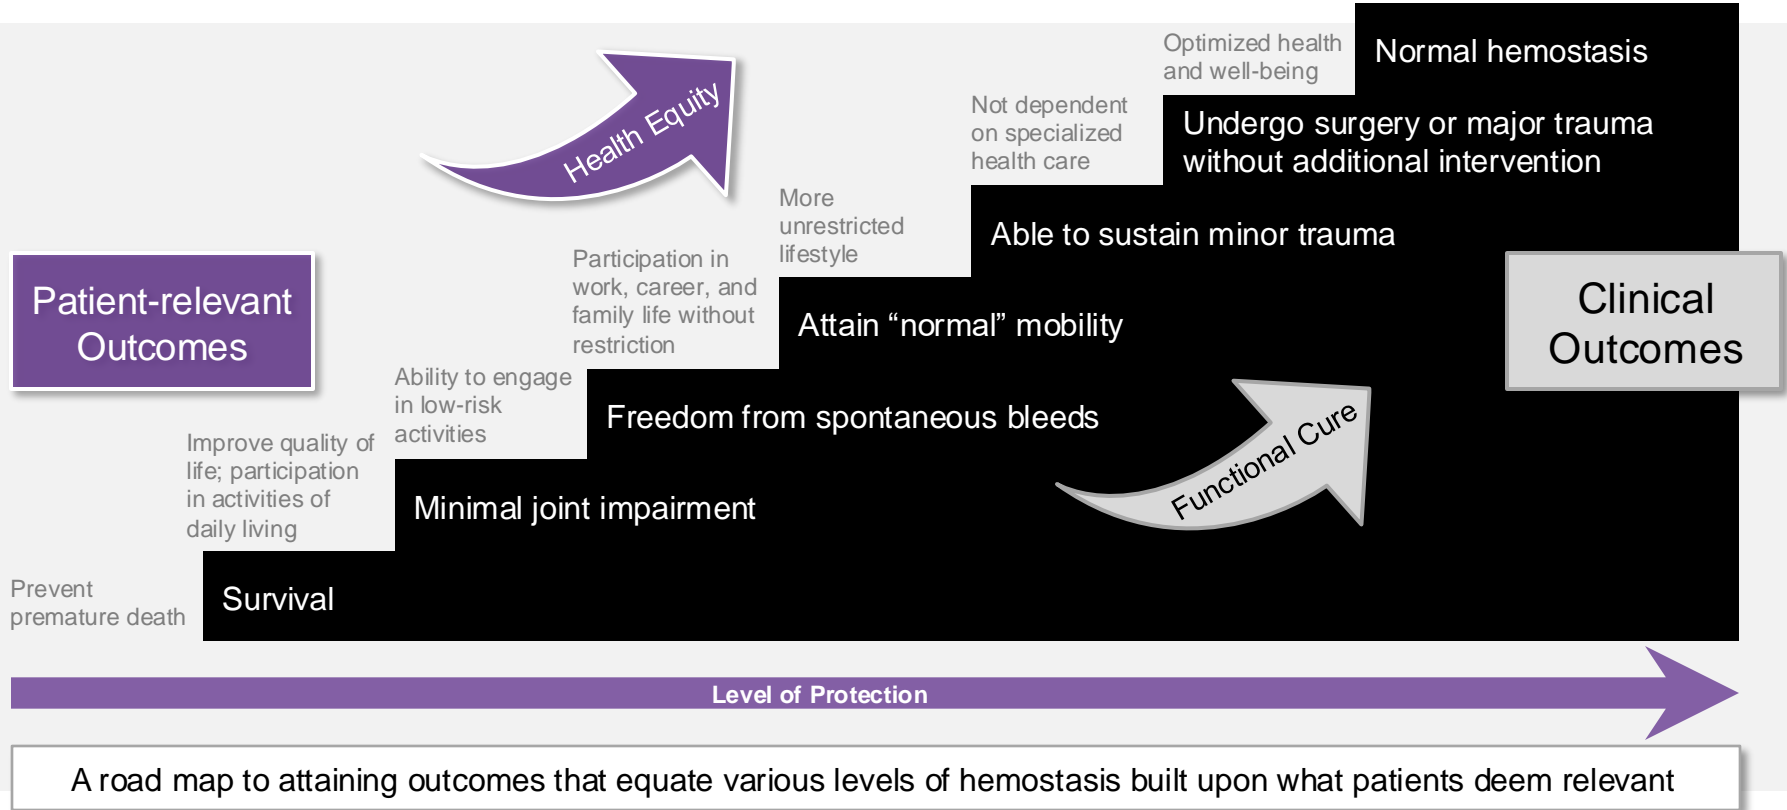 Optimized health
and well-being
Normal hemostasis
Health Equity
Not dependent
on specialized
health care
Undergo surgery or major trauma
without additional intervention
More
unrestricted
lifestyle
Able to sustain minor trauma
Patient-relevant
Outcomes
Participation in
work, career, and
family life without
restriction
Attain “normal” mobility
Clinical
Outcomes
Ability to engage
in low-risk
activities
Freedom from spontaneous bleeds
Functional Cure
Improve quality of
life; participation
in activities of
daily living
Minimal joint impairment
Prevent
premature death
Survival
Level of Protection
A road map to attaining outcomes that equate various levels of hemostasis built upon what patients deem relevant